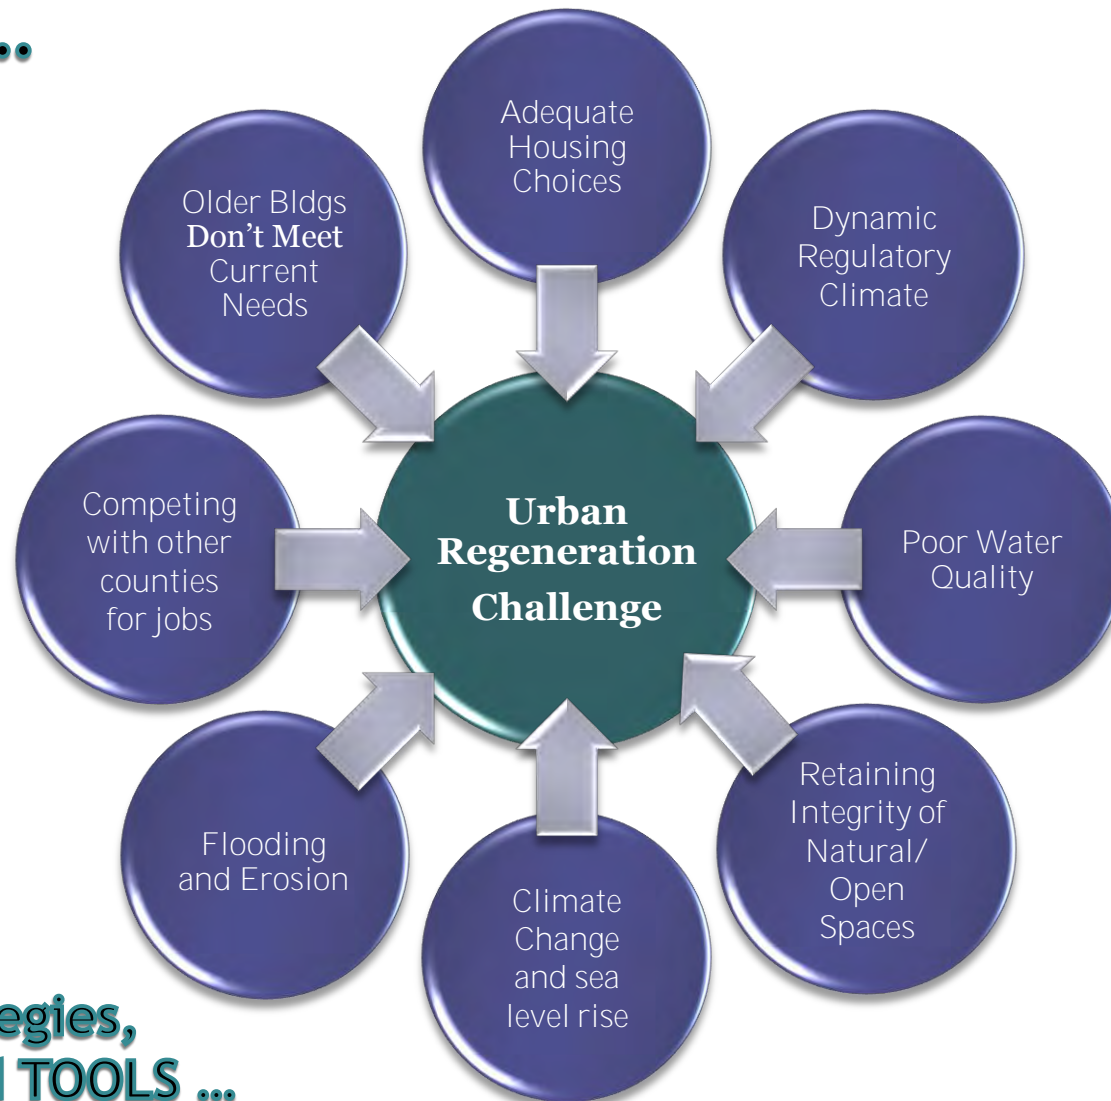 ...
Adequate
Housing
Choices
Older Bldgs
Don’t Meet
Current
Needs
Dynamic
Regulatory
Climate
Competing
with other
counties
for jobs
Urban
Regeneration
Challenge
Poor Water
Quality
Flooding
and Erosion
Climate
Change
and sea
level rise
Retaining
Integrity of
Natural/
Open
Spaces
TOOLS ...